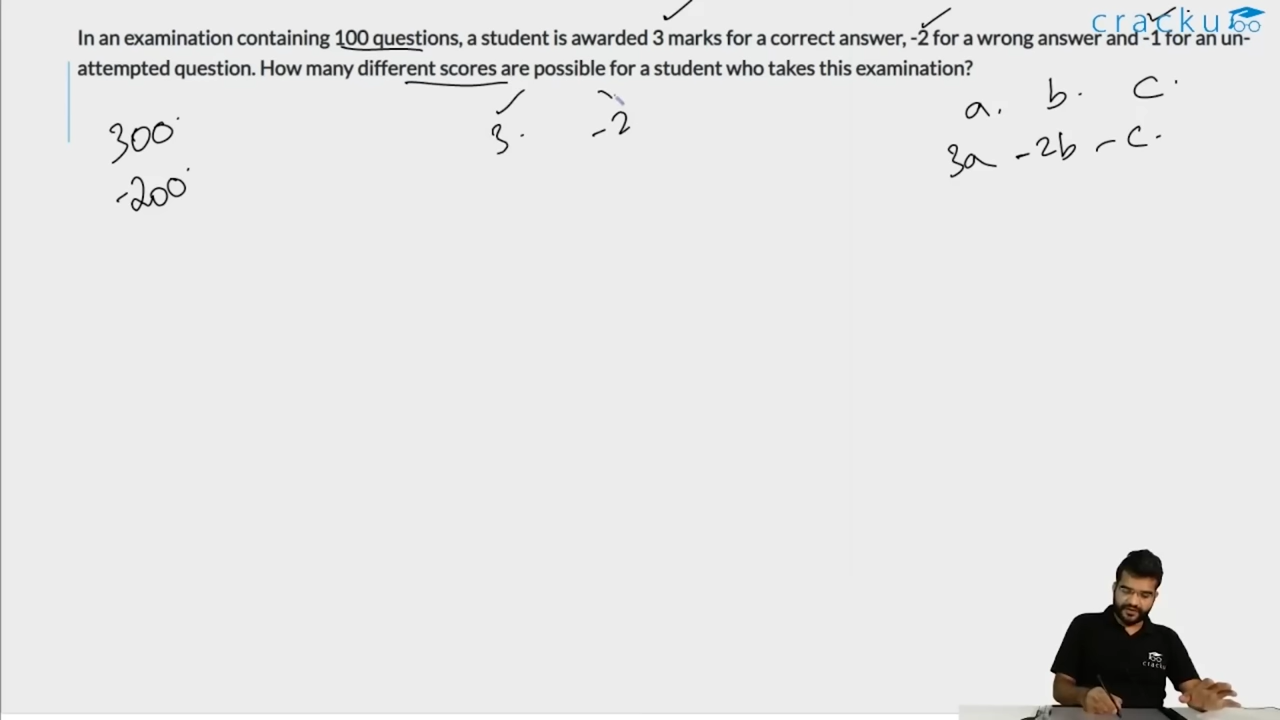 cracku
In an examination containing 100 questions, a student is awarded 3 marks for a correct answer, -2 for a wrong answer and -1 for an un-
attempted question. How many different scores are possible for a student who takes this examination?
a. b. c.
300 3. -2 3a - 2b - c.
-200
cracku